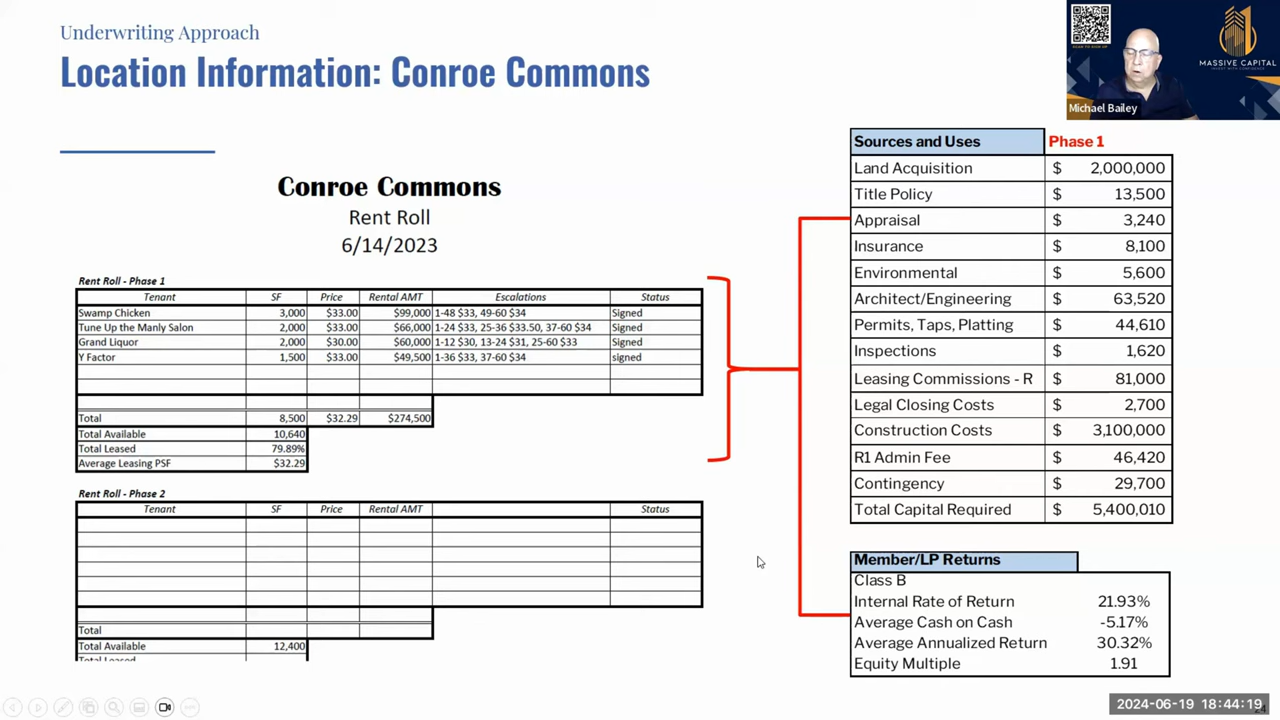 Underwriting Approach
Location Information: Conroe Commons
SCAN TO SIGN UP
MASSIVE CAPITAL
INVEST WITH CONFIDENCE
Michael Bailey
Conroe Commons
Rent Roll
6/14/2023
Rent Roll - Phase 1
Tenant SF Price Rental AMT Escalations Status
Swamp Chicken 3,000 $33.00 $99,000 1-48 $33, 49-60 $34 Signed
Tune Up the Manly Salon 2,000 $33.00 $66,000 1-24 $33, 25-36 $33.50, 37-60 $34 Signed
Grand Liquor 2,000 $30.00 $60,000 1-12 $30, 13-24 $31, 25-60 $33 Signed
Y Factor 1,500 $33.00 $49,500 1-36 $33, 37-60 $34 signed
Total 8,500 $32.29 $274,500
Total Available 10,640
Total Leased 79.89%
Average Leasing PSF $32.29
Rent Roll - Phase 2
Tenant SF Price Rental AMT Status
Total
Total Available 12,400
Total Leased
Sources and Uses Phase 1
Land Acquisition $ 2,000,000
Title Policy $ 13,500
Appraisal $ 3,240
Insurance $ 8,100
Environmental $ 5,600
Architect/Engineering $ 63,520
Permits, Taps, Platting $ 44,610
Inspections $ 1,620
Leasing Commissions - R $ 81,000
Legal Closing Costs $ 2,700
Construction Costs $ 3,100,000
R1 Admin Fee $ 46,420
Contingency $ 29,700
Total Capital Required $ 5,400,010
Member/LP Returns
Class B
Internal Rate of Return 21.93%
Average Cash on Cash -5.17%
Average Annualized Return 30.32%
Equity Multiple 1.91
2024-06-19 18:44:19